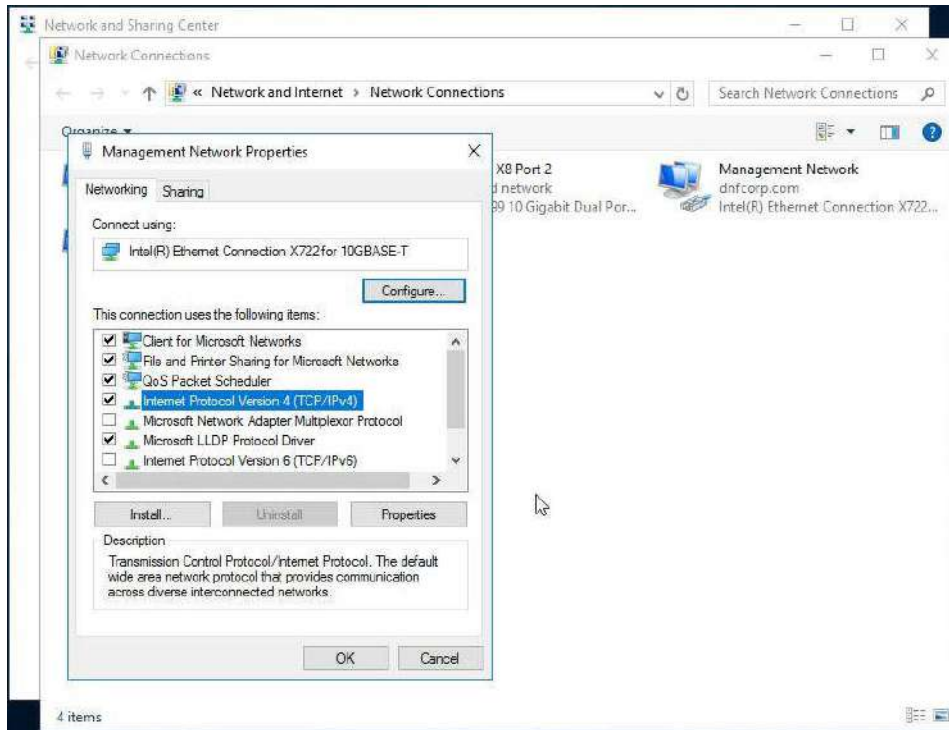 Network and Sharing Center
Network Connections
« Network and Internet > Network Connections
Search Network Connections
Organize
Management Network Properties
X8 Port 2
d network
99 10 Gigabit Dual Por...
Management Network
dnfcorp.com
Intel(R) Ethernet Connection X722...
Networking
Sharing
Connect using:
Intel(R) Ethernet Connection X722 for 10GBASE-T
Configure...
This connection uses the following items:
Client for Microsoft Networks
File and Printer Sharing for Microsoft Networks
QoS Packet Scheduler
Internet Protocol Version 4 (TCP/IPv4)
Microsoft Network Adapter Multiplexor Protocol
Microsoft LLDP Protocol Driver
Internet Protocol Version 6 (TCP/IPv6)
Install...
Uninstall
Properties
Description
Transmission Control Protocol/Internet Protocol. The default
wide area network protocol that provides communication
across diverse interconnected networks.
OK
Cancel
4 items